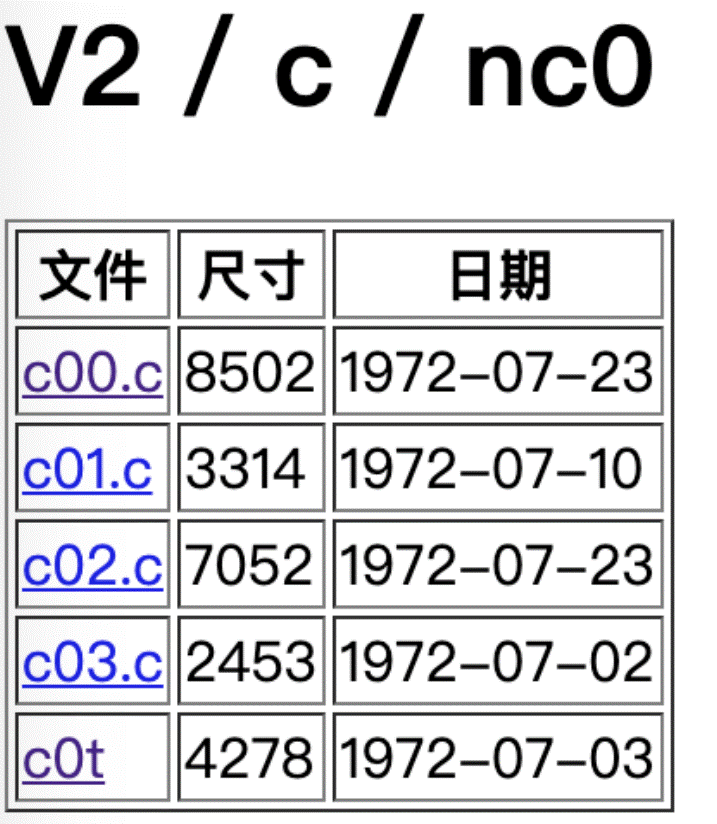 V2 / c / nc0
文件 尺寸 日期
c00.c 8502 1972–07–23
c01.c 3314 1972–07–10
c02.c 7052 1972–07–23
c03.c 2453 1972–07–02
c0t 4278 1972–07–03